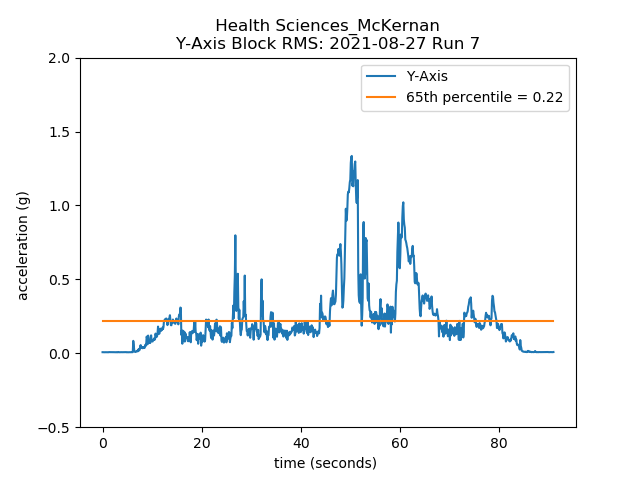 Health Sciences_McKernan
Y-Axis Block RMS: 2021-08-27 Run 7
Y-Axis
65th percentile = 0.22
acceleration (g)
2.0
1.5
1.0
0.5
0.0
−0.5
0 20 40 60 80
time (seconds)